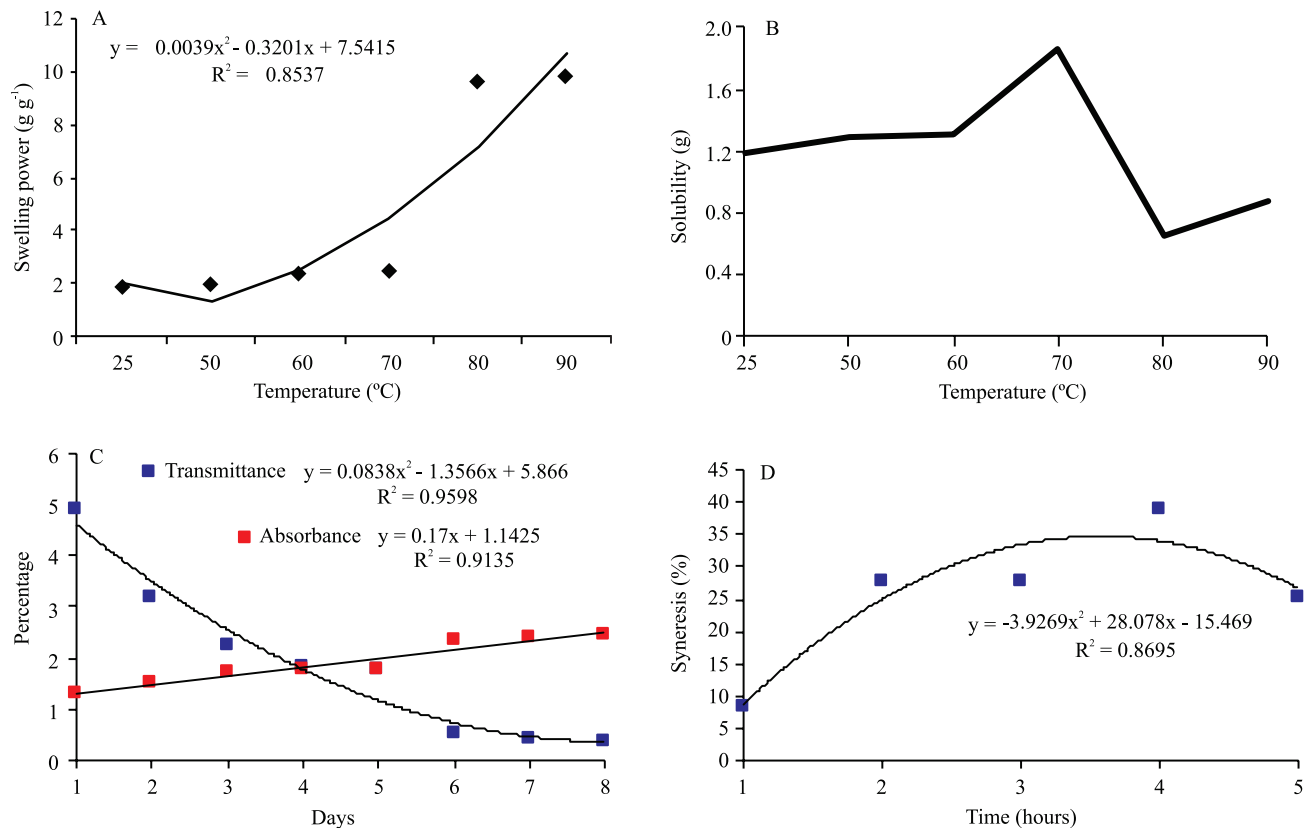 A
y = 0.0039x² - 0.3201x + 7.5415
R² = 0.8537
Swelling power (g g⁻¹)
12
10
8
6
4
2
0
25 50 60 70 80 90
Temperature (ºC)
B
Solubility (g)
2.0
1.6
1.2
0.8
0.4
0
25 50 60 70 80 90
Temperature (ºC)
C
Transmittance y = 0.0838x² - 1.3566x + 5.866
R² = 0.9598
Absorbance y = 0.17x + 1.1425
R² = 0.9135
Percentage
6
5
4
3
2
1
0
1 2 3 4 5 6 7 8
Days
D
Syneresis (%)
45
40
35
30
25
20
15
10
5
0
y = -3.9269x² + 28.078x - 15.469
R² = 0.8695
1 2 3 4 5
Time (hours)